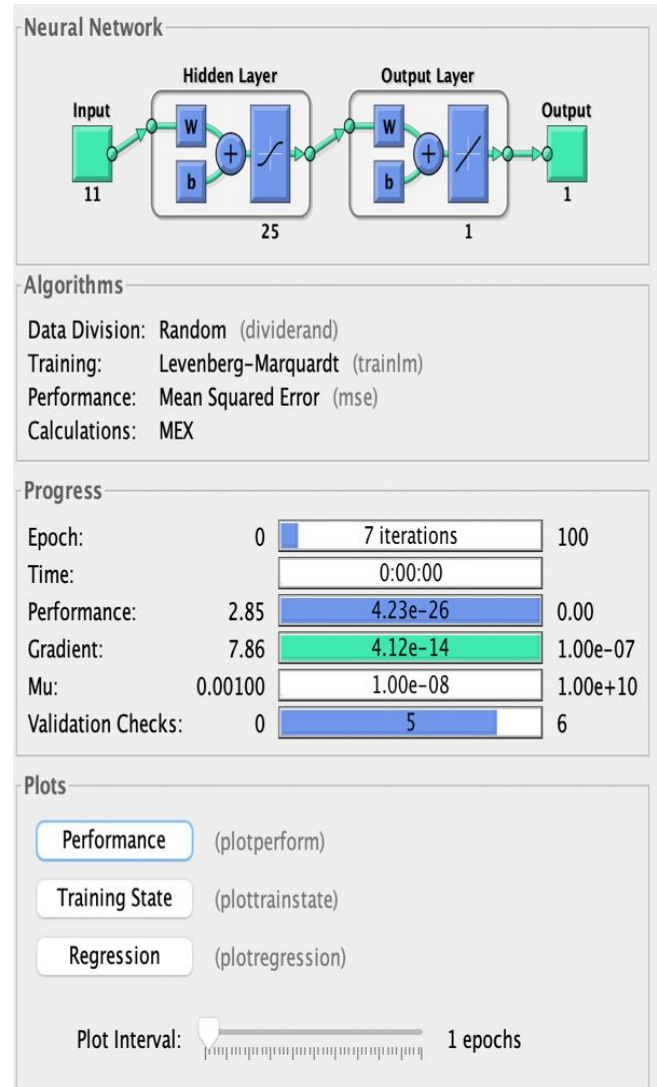 Neural Network
Hidden Layer Output Layer
Input Output
W W
+ +
b b
11 1
25 1
Algorithms
Data Division: Random (dividerand)
Training: Levenberg-Marquardt (trainlm)
Performance: Mean Squared Error (mse)
Calculations: MEX
Progress
Epoch: 0 7 iterations 100
Time: 0:00:00
Performance: 2.85 4.23e-26 0.00
Gradient: 7.86 4.12e-14 1.00e-07
Mu: 0.00100 1.00e-08 1.00e+10
Validation Checks: 0 5 6
Plots
Performance (plotperform)
Training State (plottrainstate)
Regression (plotregression)
Plot Interval: 1 epochs